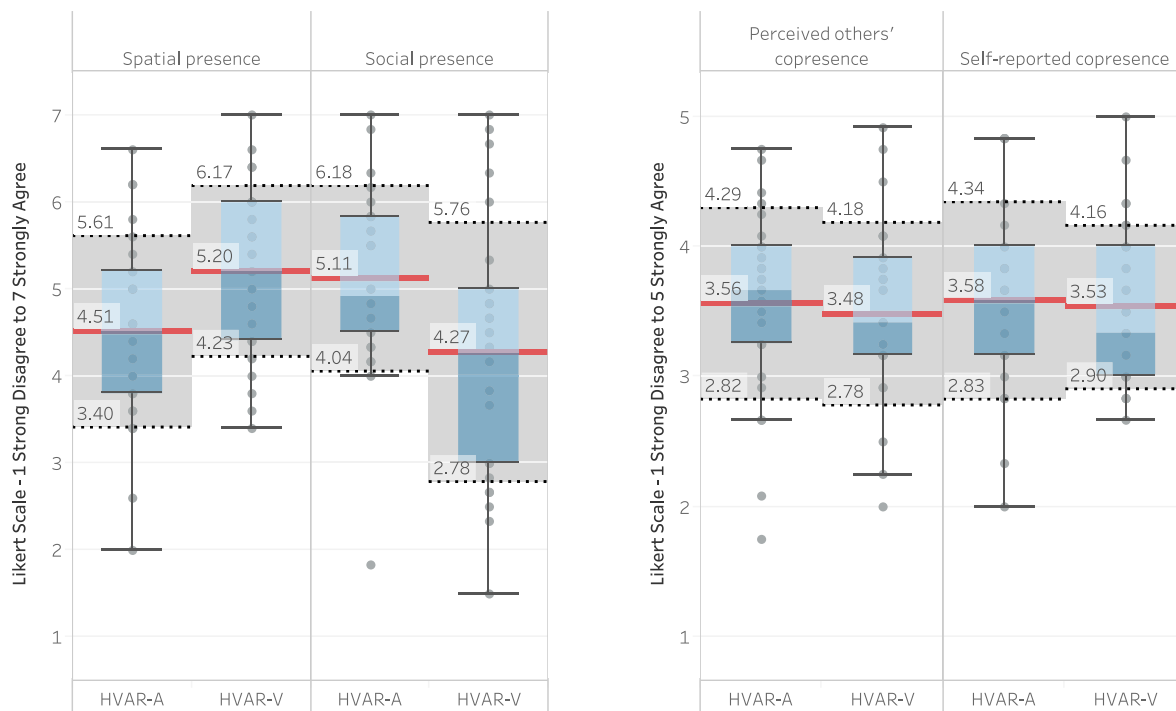 Spatial presence
Social presence
Likert Scale - 1 Strong Disagree to 7 Strongly Agree
7
6
5
4
3
2
1
5.61
4.51
3.40
6.17
5.20
4.23
6.18
5.11
4.04
5.76
4.27
2.78
HVAR-A
HVAR-V
HVAR-A
HVAR-V
Perceived others'
copresence
Self-reported copresence
Likert Scale - 1 Strong Disagree to 5 Strongly Agree
5
4
3
2
1
4.29
3.56
2.82
4.18
3.48
2.78
4.34
3.58
2.83
4.16
3.53
2.90
HVAR-A
HVAR-V
HVAR-A
HVAR-V